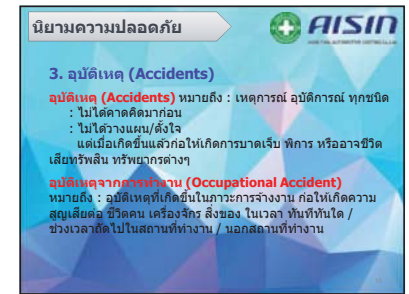 นิยามความปลอดภัย
AISIN
3. อุบัติเหตุ (Accidents)
อุบัติเหตุ (Accidents) หมายถึง : เหตุการณ์ อุบัติการณ์ ทุกชนิด
: ไม่ได้คาดคิดมาก่อน
: ไม่ได้วางแผน/ตั้งใจ
แต่เมื่อเกิดขึ้นแล้วก่อให้เกิดการบาดเจ็บ พิการ หรืออาจชีวิต
เสียทรัพสิน ทรัพยากรต่างๆ
อุบัติเหตุจากการทำงาน (Occupational Accident)
หมายถึง : อุบัติเหตุที่เกิดขึ้นในภาวะการจ้างงาน ก่อให้เกิดความ
สูญเสียต่อ ชีวิตคน เครื่องจักร สิ่งของ ในเวลา ทันทีทันใด /
ช่วงเวลาถัดไปในสถานที่ทำงาน / นอกสถานที่ทำงาน